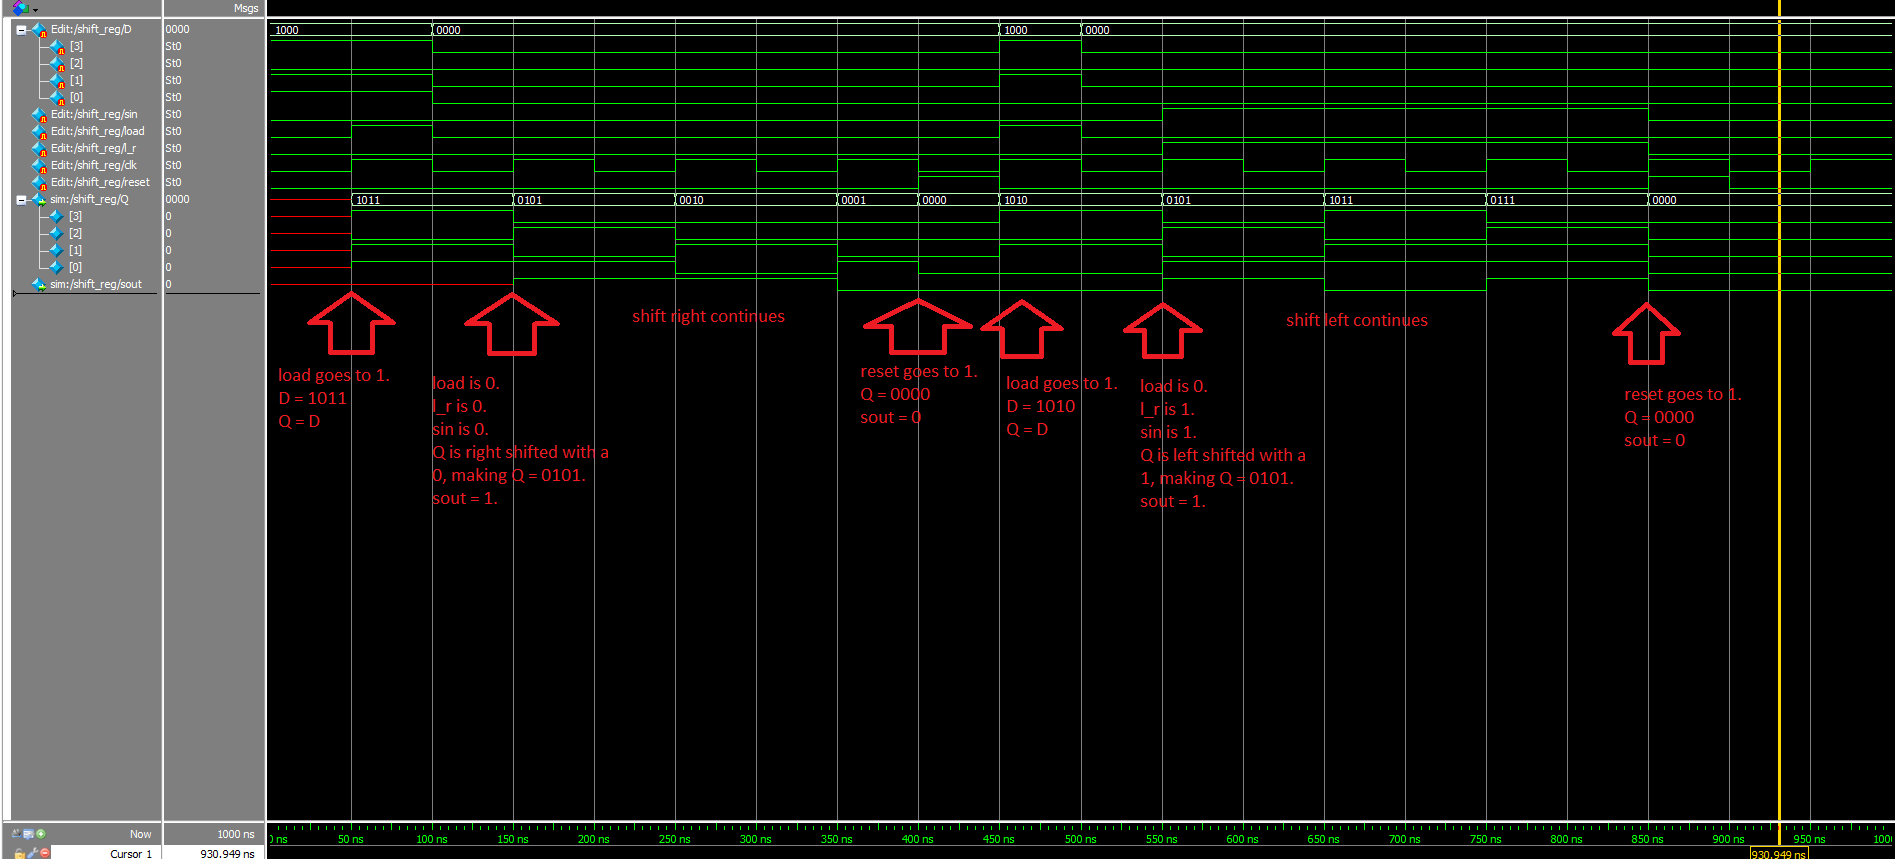 Msgs
Edit:/shift_reg/D 0000 1000 0000 1000 0000
[3] St0
[2] St0
[1] St0
[0] St0
Edit:/shift_reg/sin St0
Edit:/shift_reg/load St0
Edit:/shift_reg/l_r St0
Edit:/shift_reg/clk St0
Edit:/shift_reg/reset St0
sim:/shift_reg/Q 0000 1011 0101 0010 0001 0000 1010 0101 1011 0111 0000
[3] 0
[2] 0
[1] 0
[0] 0
sim:/shift_reg/sout 0
load goes to 1.
D = 1011
Q = D
load is 0.
l_r is 0.
sin is 0.
Q is right shifted with a
0, making Q = 0101.
sout = 1.
shift right continues
reset goes to 1.
Q = 0000
sout = 0
load goes to 1.
D = 1010
Q = D
load is 0.
l_r is 1.
sin is 1.
Q is left shifted with a
1, making Q = 0101.
sout = 1.
shift left continues
reset goes to 1.
Q = 0000
sout = 0
Now 1000 ns
ns 50 ns 100 ns 150 ns 200 ns 250 ns 300 ns 350 ns 400 ns 450 ns 500 ns 550 ns 600 ns 650 ns 700 ns 750 ns 800 ns 850 ns 900 ns 950 ns 100
Cursor 1 930.949 ns
930.949 ns